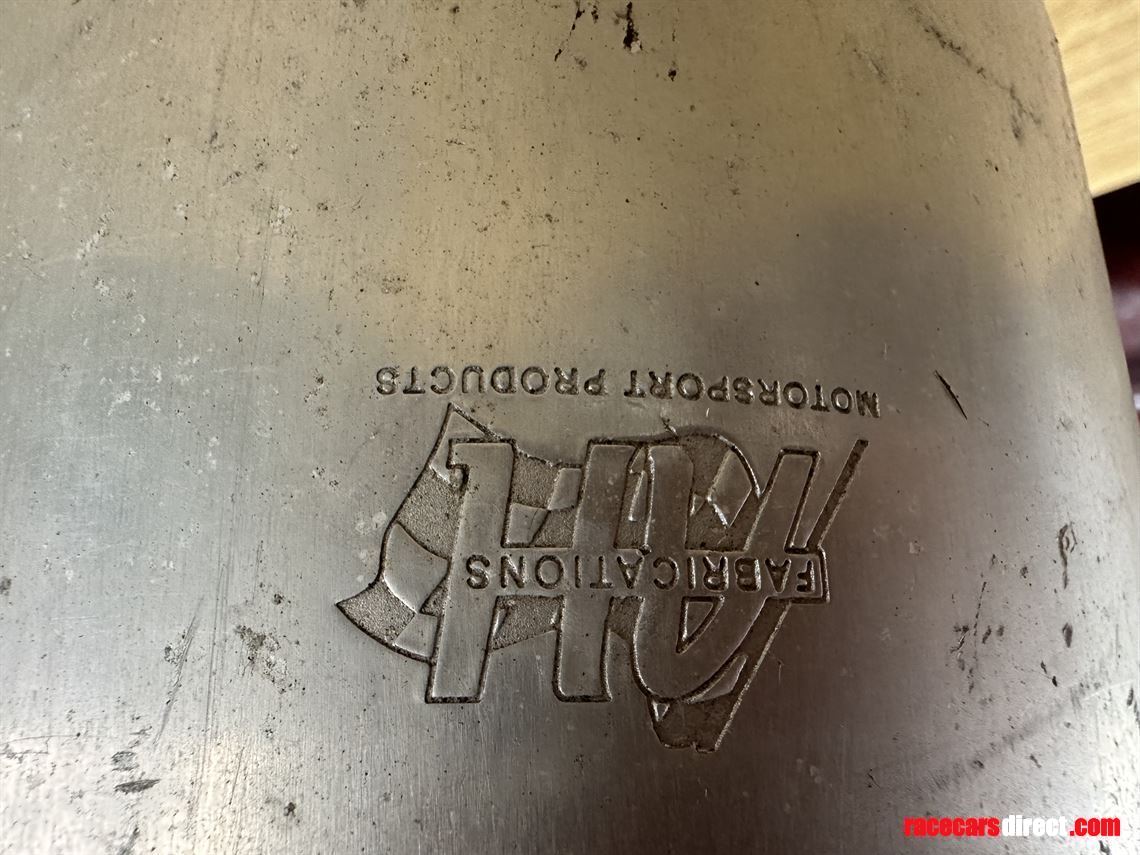 AH
FABRICATIONS
MOTORSPORT PRODUCTS
racecarsdirect.com